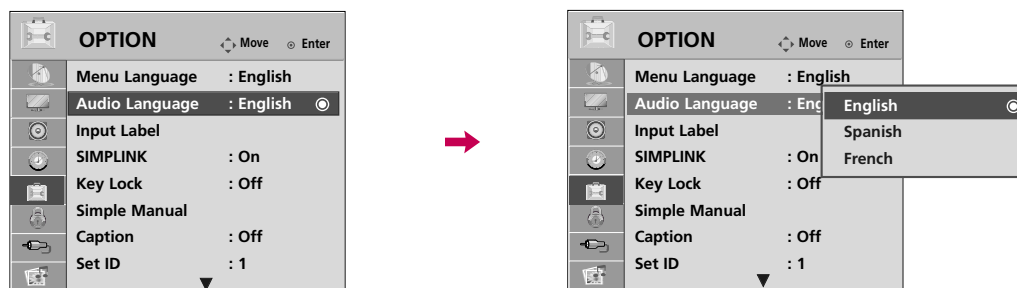 OPTION Move Enter
Menu Language : English
Audio Language : English
Input Label
SIMPLINK : On
Key Lock : Off
Simple Manual
Caption : Off
Set ID : 1
OPTION Move Enter
Menu Language : English
Audio Language : Eng
Input Label
SIMPLINK : On
Key Lock : Off
Simple Manual
Caption : Off
Set ID : 1
English
Spanish
French